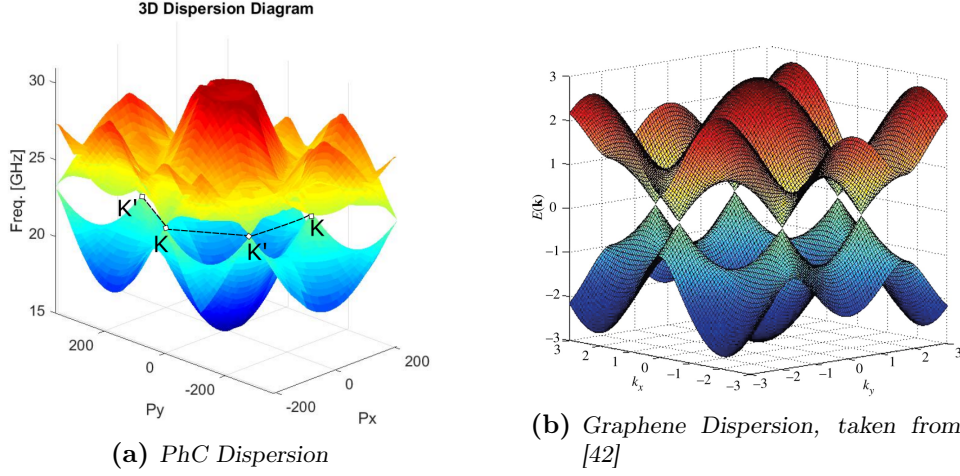 3D Dispersion Diagram
30
25
20
15
Freq. [GHz]
K'
K
K'
K
200
0
-200
Py
-200
0
200
Px
(a) PhC Dispersion
3
2
1
0
−1
−2
−3
E(k)
3
2
1
0
−1
−2
−3
kx
−3
−2
−1
0
1
2
3
ky
(b) Graphene Dispersion, taken from
[42]